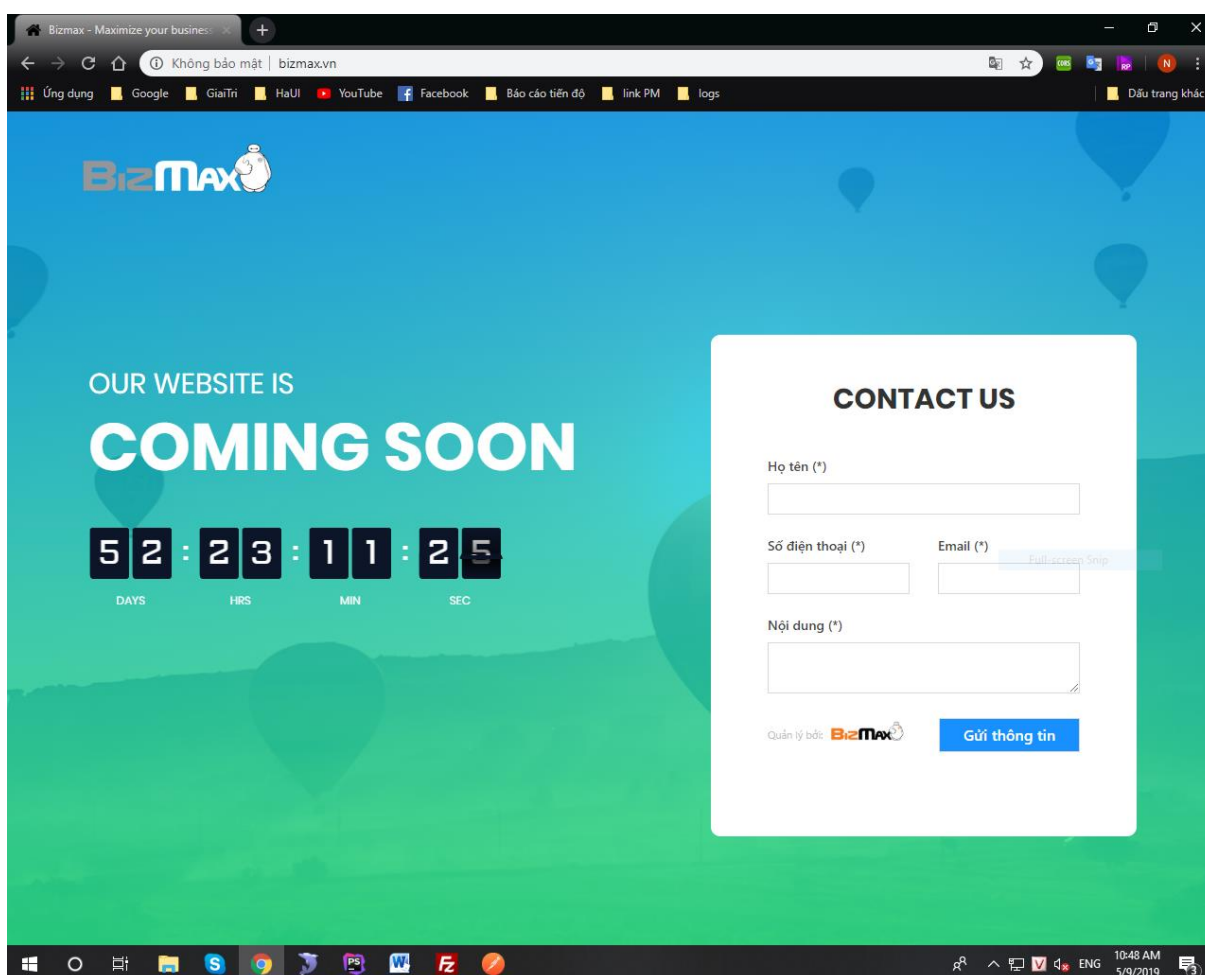 Bizmax - Maximize your business
Không bảo mật | bizmax.vn
CORS
RP
N
Ứng dụng Google GiaiTri HaUI YouTube Facebook Báo cáo tiến độ link PM logs Dấu trang khác
BizMax
OUR WEBSITE IS
COMING SOON
52 : 23 : 11 : 25
DAYS HRS MIN SEC
CONTACT US
Họ tên (*)
Số điện thoại (*) Email (*)
Full-screen Snip
Nội dung (*)
Quản lý bởi: BizMax Gửi thông tin
ENG 10:48 AM
5/9/2019